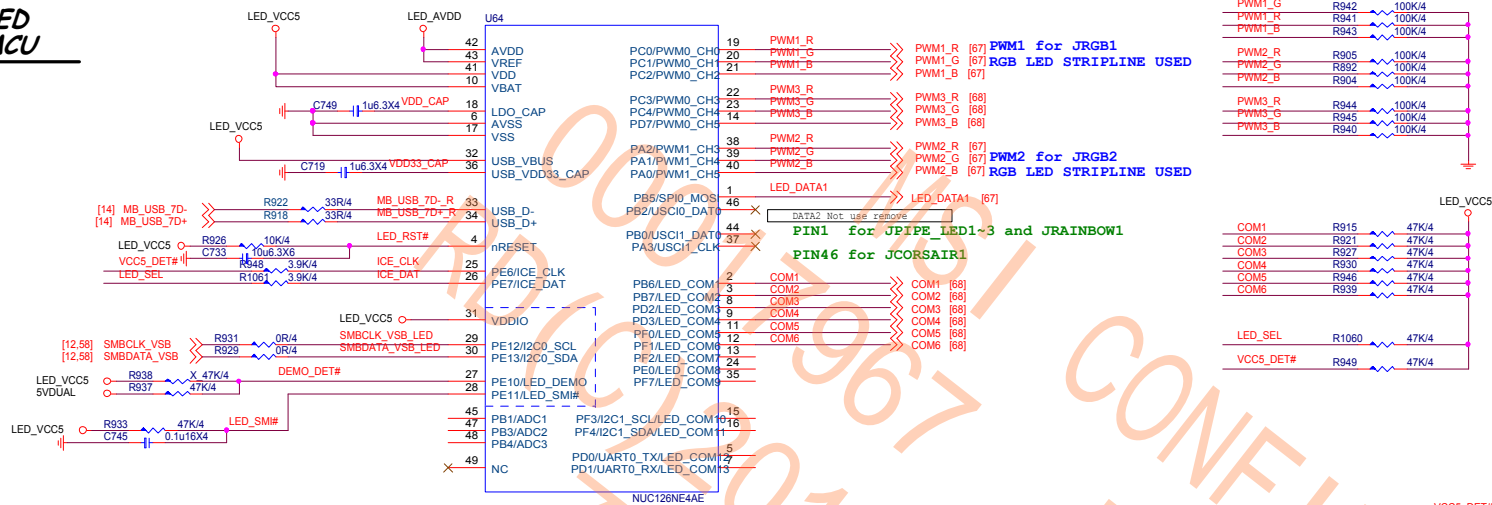 ED
ACU
LED_VCC5
LED_AVDD
U64
42 AVDD
43 VREF
41 VDD
10 VBAT
C749 1u6.3X4 VDD_CAP 18 LDO_CAP
6 AVSS
17 VSS
LED_VCC5
32 USB_VBUS
C719 1u6.3X4 VDD33_CAP 36 USB_VDD33_CAP
[14] MB_USB_7D- R922 33R/4 MB_USB_7D-_R 33 USB_D-
[14] MB_USB_7D+ R918 33R/4 MB_USB_7D+_R 34 USB_D+
LED_VCC5 R926 10K/4 LED_RST# 4 nRESET
C733 10u6.3X6
VCC5_DET# R948 3.9K/4 ICE_CLK 25 PE6/ICE_CLK
LED_SEL R1061 3.9K/4 ICE_DAT 26 PE7/ICE_DAT
LED_VCC5 31 VDDIO
[12,58] SMBCLK_VSB R931 0R/4 SMBCLK_VSB_LED 29 PE12/I2C0_SCL
[12,58] SMBDATA_VSB R929 0R/4 SMBDATA_VSB_LED 30 PE13/I2C0_SDA
LED_VCC5 R938 X_47K/4 DEMO_DET# 27 PE10/LED_DEMO
5VDUAL R937 47K/4 28 PE11/LED_SMI#
LED_VCC5 R933 47K/4 LED_SMI#
C745 0.1u16X4
45 PB1/ADC1
47 PB3/ADC2
48 PB4/ADC3
49 NC
PC0/PWM0_CH0 19 PWM1_R PWM1_R [67]
PC1/PWM0_CH1 20 PWM1_G PWM1_G [67]
PC2/PWM0_CH2 21 PWM1_B PWM1_B [67]
PWM1 for JRGB1
RGB LED STRIPLINE USED
PC3/PWM0_CH3 22 PWM3_R PWM3_R [68]
PC4/PWM0_CH4 23 PWM3_G PWM3_G [68]
PD7/PWM0_CH5 14 PWM3_B PWM3_B [68]
PA2/PWM1_CH3 38 PWM2_R PWM2_R [67]
PA1/PWM1_CH4 39 PWM2_G PWM2_G [67]
PA0/PWM1_CH5 40 PWM2_B PWM2_B [67]
PWM2 for JRGB2
RGB LED STRIPLINE USED
PB5/SPI0_MOSI 1 LED_DATA1 LED_DATA1 [67]
PB2/USCI0_DAT0 46
DATA2 Not use remove
PB0/USCI1_DAT0 44
PA3/USCI1_CLK 37
PIN1 for JPIPE_LED1~3 and JRAINBOW1
PIN46 for JCORSAIR1
PB6/LED_COM1 2 COM1 COM1 [68]
PB7/LED_COM2 3 COM2 COM2 [68]
PD2/LED_COM3 8 COM3 COM3 [68]
PD3/LED_COM4 9 COM4 COM4 [68]
PF0/LED_COM5 11 COM5 COM5 [68]
PF1/LED_COM6 12 COM6 COM6 [68]
PF2/LED_COM7 13
PE0/LED_COM8 24
PF7/LED_COM9 35
PF3/I2C1_SCL/LED_COM10 15
PF4/I2C1_SDA/LED_COM11 16
PD0/UART0_TX/LED_COM12 5
PD1/UART0_RX/LED_COM13 7
NUC126NE4AE
PWM1_G R942 100K/4
PWM1_R R941 100K/4
PWM1_B R943 100K/4
PWM2_R R905 100K/4
PWM2_G R892 100K/4
PWM2_B R904 100K/4
PWM3_R R944 100K/4
PWM3_G R945 100K/4
PWM3_B R940 100K/4
LED_VCC5
COM1 R915 47K/4
COM2 R921 47K/4
COM3 R927 47K/4
COM4 R930 47K/4
COM5 R946 47K/4
COM6 R939 47K/4
LED_SEL R1060 47K/4
VCC5_DET# R949 47K/4
MSI CONFI
00017967
RD(C)201